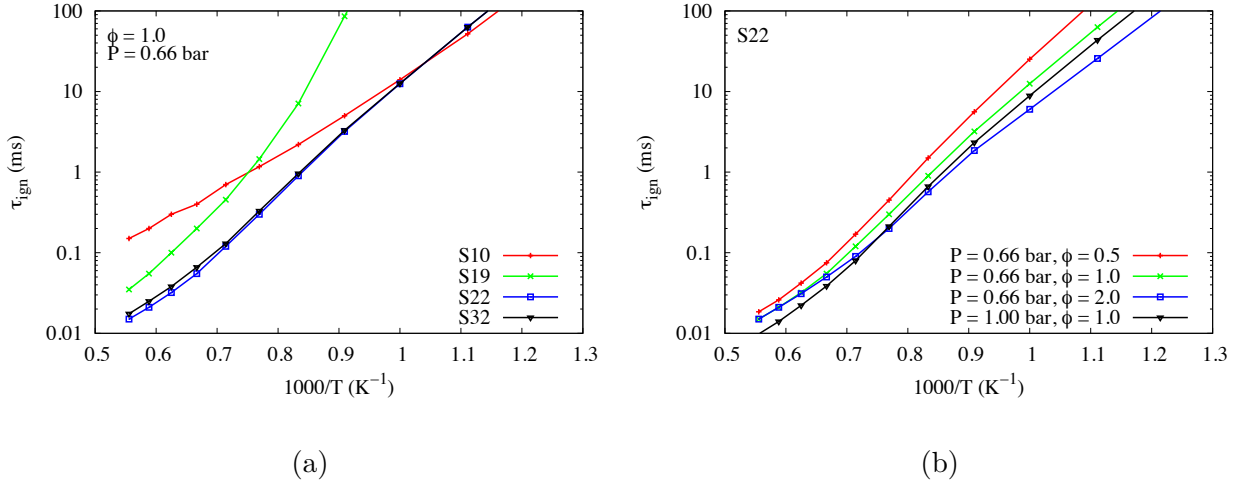 ϕ = 1.0
P = 0.66 bar
100
10
1
0.1
0.01
τign (ms)
S10
S19
S22
S32
0.5 0.6 0.7 0.8 0.9 1 1.1 1.2 1.3
1000/T (K⁻¹)
(a)
S22
100
10
1
0.1
0.01
τign (ms)
P = 0.66 bar, ϕ = 0.5
P = 0.66 bar, ϕ = 1.0
P = 0.66 bar, ϕ = 2.0
P = 1.00 bar, ϕ = 1.0
0.5 0.6 0.7 0.8 0.9 1 1.1 1.2 1.3
1000/T (K⁻¹)
(b)